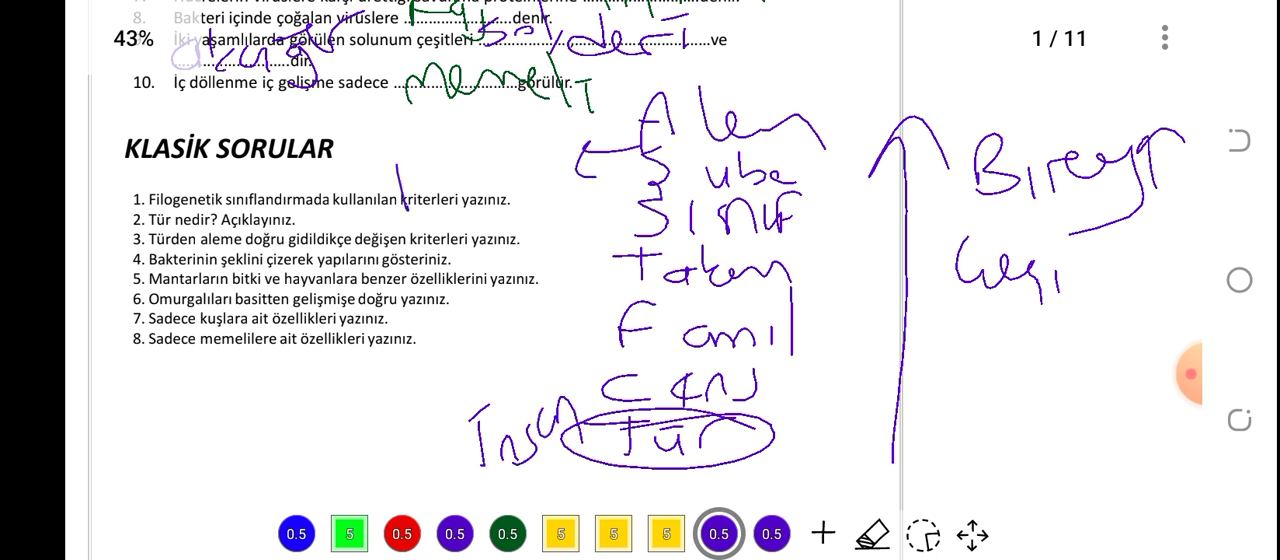 8. Bakteri içinde çoğalan virüslere ........................denir.
43%
İki yaşamlılarda görülen solunum çeşitleri ........................ve
solı deri
1 / 11
akciğer
........................dir.
10. İç döllenme iç gelişme sadece ........................görülür.
memeli
KLASİK SORULAR
1. Filogenetik sınıflandırmada kullanılan kriterleri yazınız.
2. Tür nedir? Açıklayınız.
3. Türden aleme doğru gidildikçe değişen kriterleri yazınız.
4. Bakterinin şeklini çizerek yapılarını gösteriniz.
5. Mantarların bitki ve hayvanlara benzer özelliklerini yazınız.
6. Omurgalıları basitten gelişmişe doğru yazınız.
7. Sadece kuşlara ait özellikleri yazınız.
8. Sadece memelilere ait özellikleri yazınız.
Alem
Şube
Sınıf
Takım
Famil
Cins
Tür
İnsan
Birey
0.5 5 0.5 0.5 0.5 5 5 5 0.5 0.5